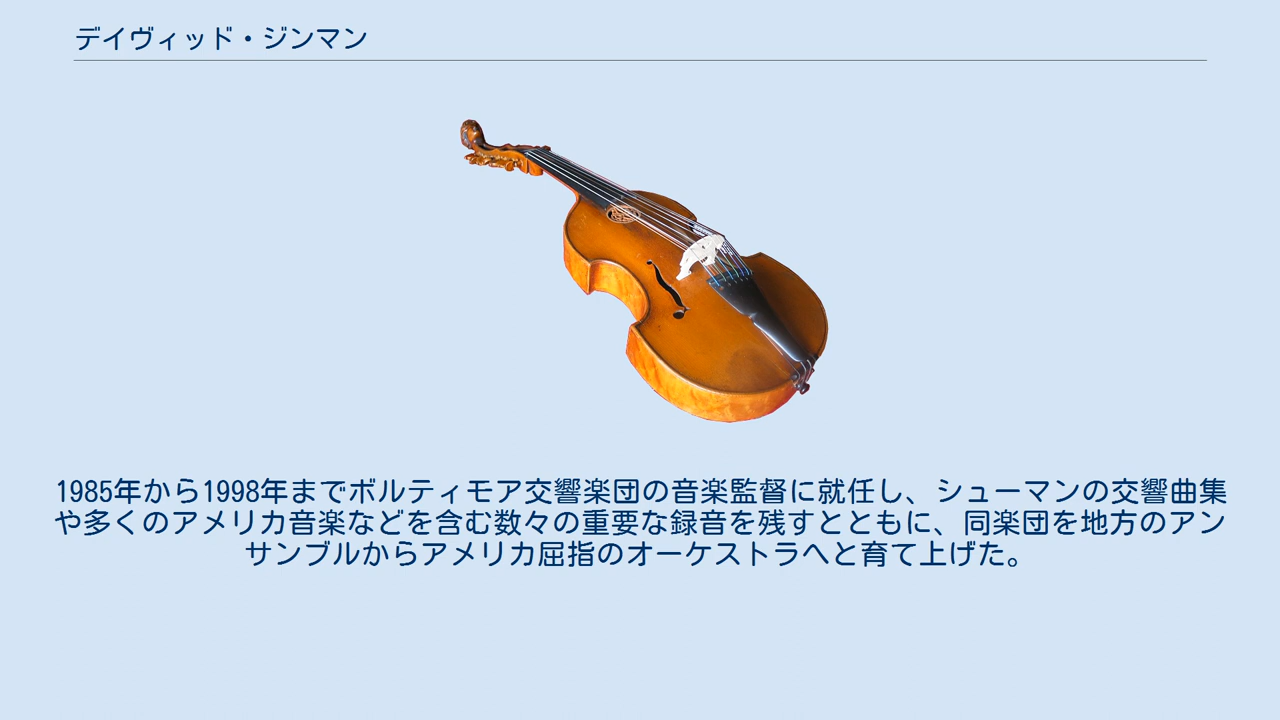 デイヴィッド・ジンマン
1985年から1998年までボルティモア交響楽団の音楽監督に就任し、シューマンの交響曲集
や多くのアメリカ音楽などを含む数々の重要な録音を残すとともに、同楽団を地方のアン
サンブルからアメリカ屈指のオーケストラへと育て上げた。